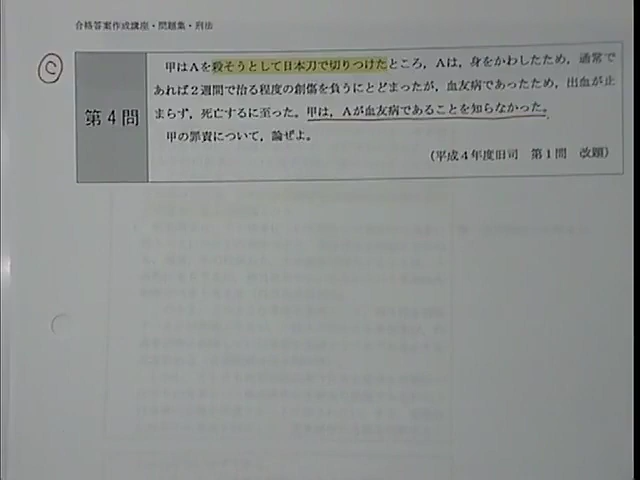 合格答案作成講座・問題集・刑法
C
第4問
甲はAを殺そうとして日本刀で切りつけたところ，Aは，身をかわしたため，通常で
あれば2週間で治る程度の創傷を負うにとどまったが，血友病であったため，出血が止
まらず，死亡するに至った。甲は，Aが血友病であることを知らなかった。
甲の罪責について，論ぜよ。
（平成4年度旧司　第1問　改題）